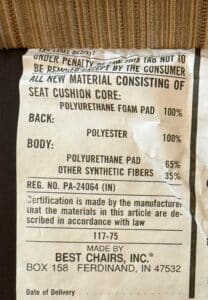 UNDER PENALTY OF LAW THIS TAG NOT TO
BE REMOVED EXCEPT BY THE CONSUMER
ALL NEW MATERIAL CONSISTING OF
SEAT CUSHION CORE:
POLYURETHANE FOAM PAD 100%
BACK:
POLYESTER 100%
BODY:
POLYURETHANE PAD 65%
OTHER SYNTHETIC FIBERS 35%
REG. NO. PA-24064 (IN)
Certification is made by the manufacturer
that the materials in this article are de-
scribed in accordance with law
117-75
MADE BY
BEST CHAIRS, INC.®
BOX 158 FERDINAND, IN 47532
Date of Delivery